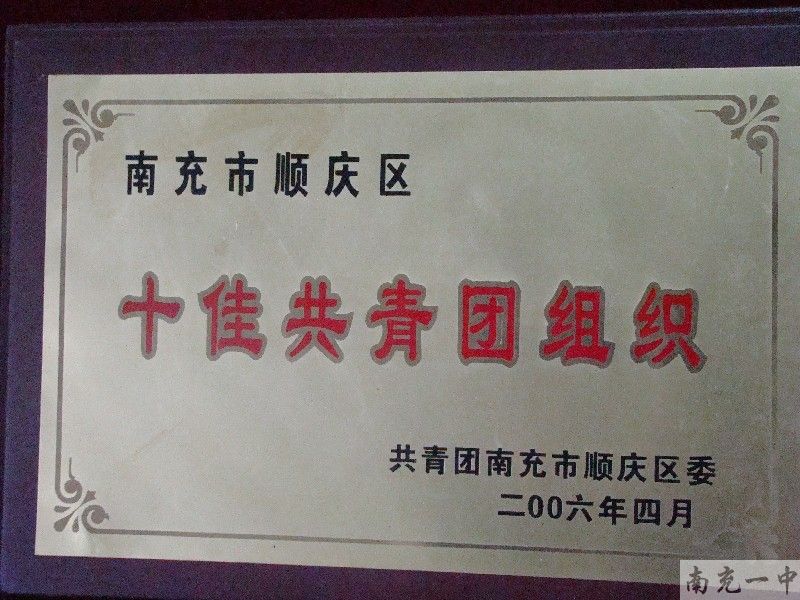 南充市顺庆区
十佳共青团组织
共青团南充市顺庆区委
二00六年四月
南充一中